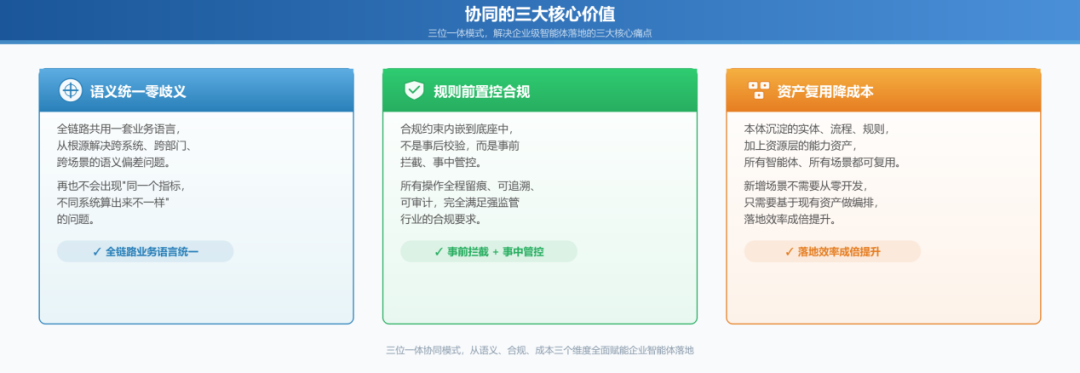 协同的三大核心价值
三位一体模式，解决企业级智能体落地的三大核心痛点
语义统一零歧义
全链路共用一套业务语言，
从根源解决跨系统、跨部门、
跨场景的语义偏差问题。
再也不会出现"同一个指标，
不同系统算出来不一样"
的问题。
✓ 全链路业务语言统一
规则前置控合规
合规约束内嵌到底座中，
不是事后校验，而是事前
拦截、事中管控。
所有操作全程留痕、可追溯、
可审计，完全满足强监管
行业的合规要求。
✓ 事前拦截 + 事中管控
资产复用降成本
本体沉淀的实体、流程、规则，
加上资源层的能力资产，
所有智能体、所有场景都可复用。
新增场景不需要从零开发，
只需要基于现有资产做编排，
落地效率成倍提升。
✓ 落地效率成倍提升
三位一体协同模式，从语义、合规、成本三个维度全面赋能企业智能体落地